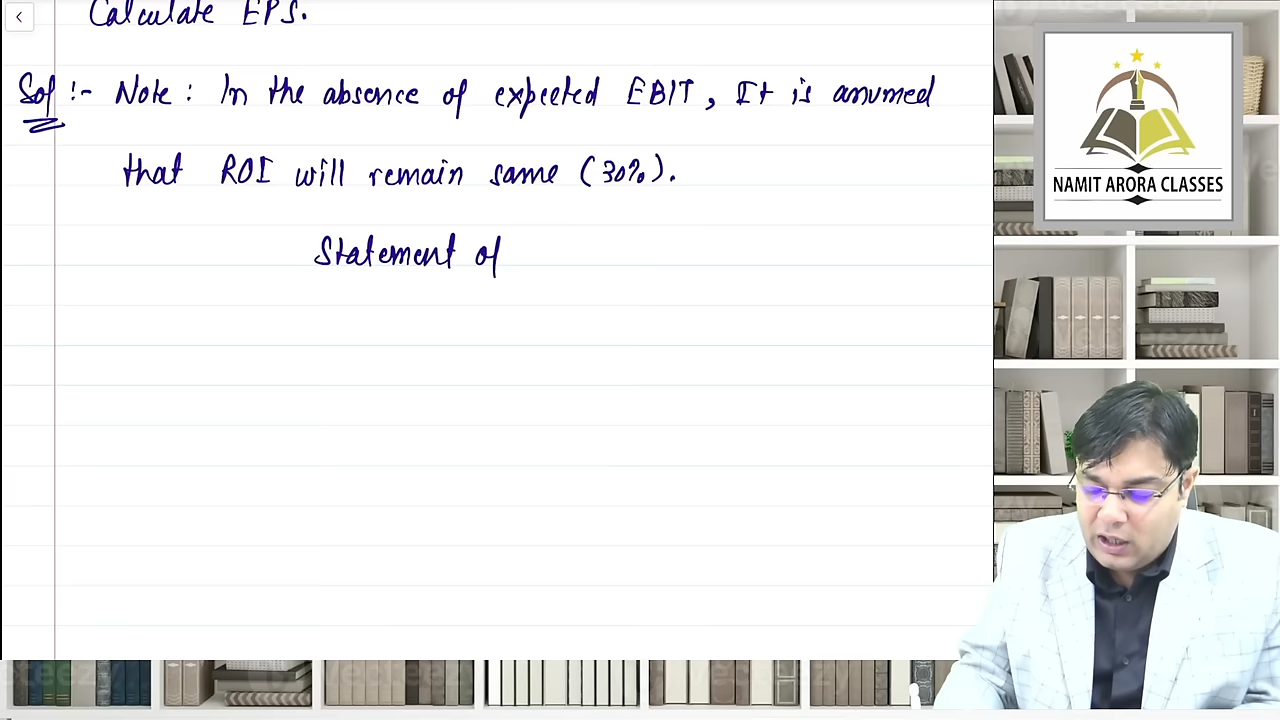 Calculate EPS.
Sol :- Note : In the absence of expected EBIT, It is assumed
that ROI will remain same (30%).
Statement of
NAMIT ARORA CLASSES